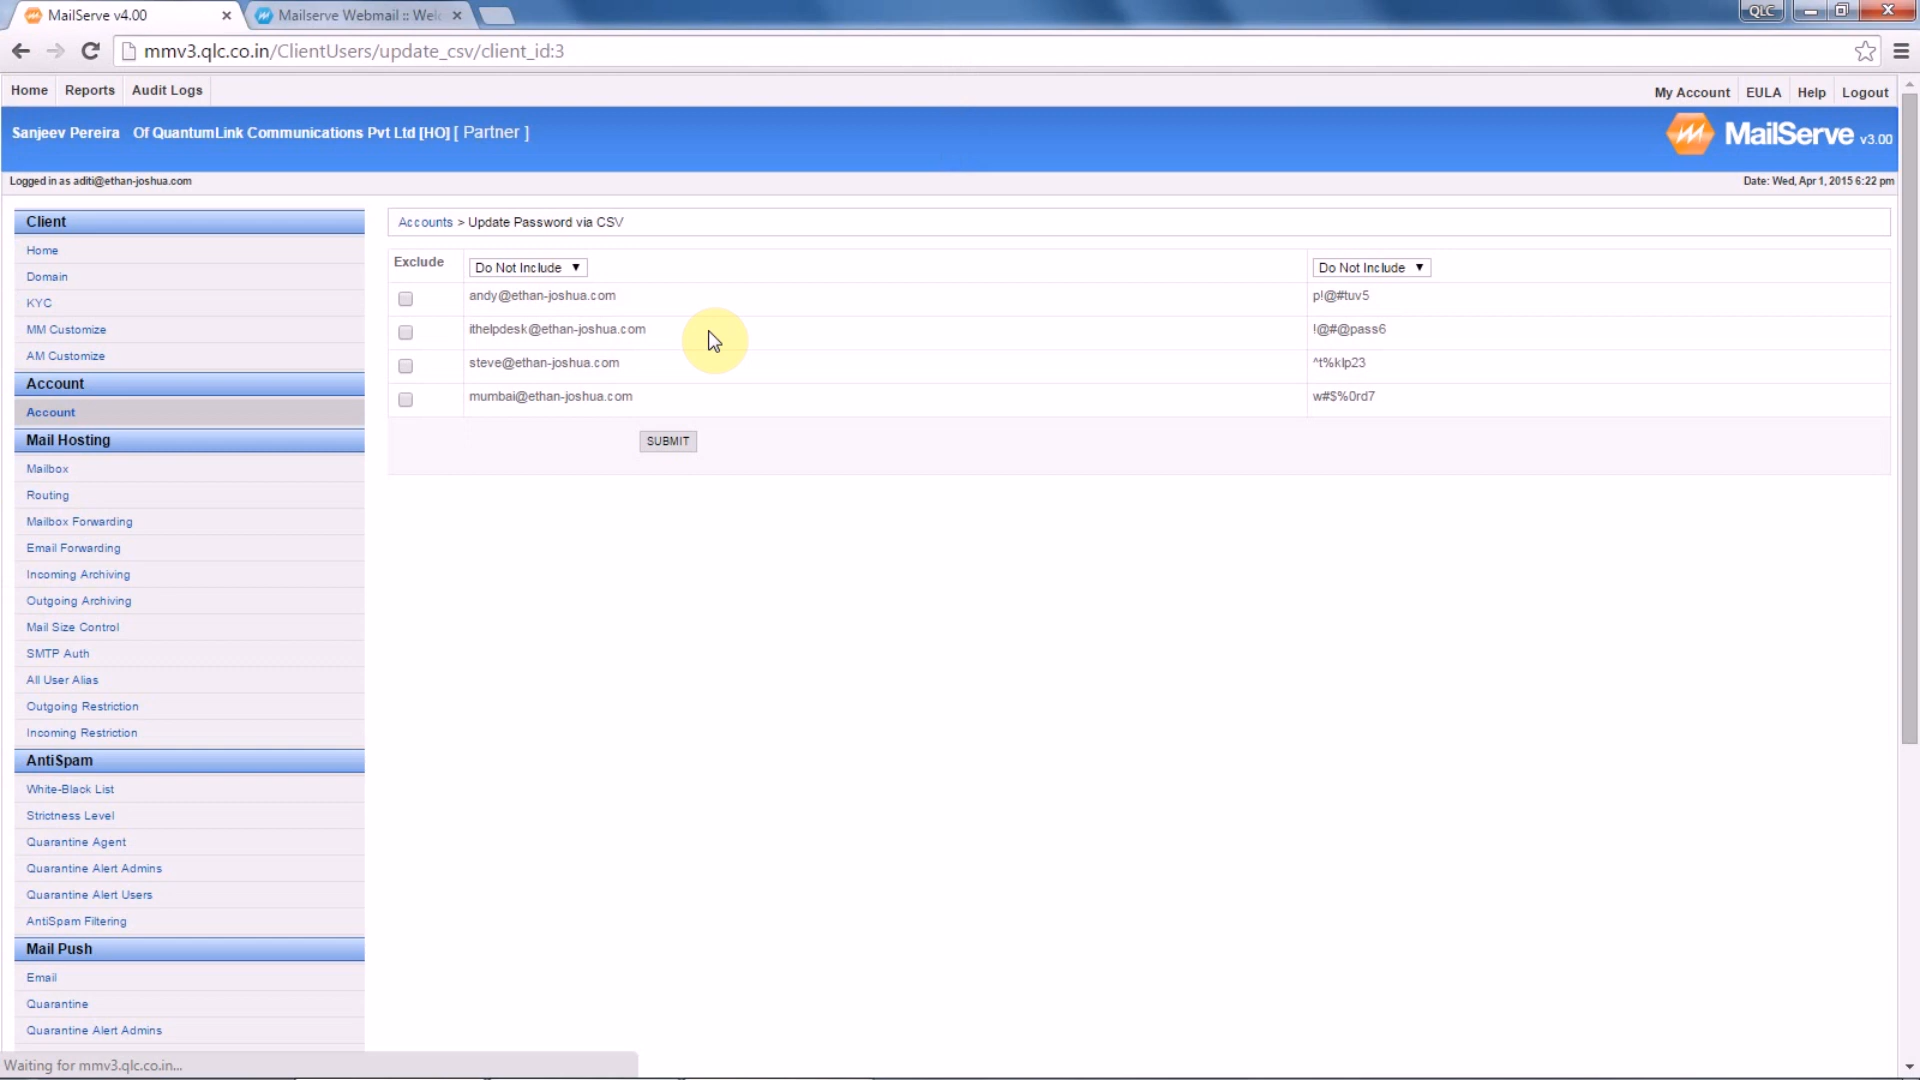 MailServe v4.00
Mailserve Webmail :: Welc
QLC
mmv3.qlc.co.in/ClientUsers/update_csv/client_id:3
Home Reports Audit Logs
My Account EULA Help Logout
Sanjeev Pereira Of QuantumLink Communications Pvt Ltd [HO] [ Partner ]
MailServe v3.00
Logged in as aditi@ethan-joshua.com
Date: Wed, Apr 1, 2015 6:22 pm
Client
Home
Domain
KYC
MM Customize
AM Customize
Account
Account
Mail Hosting
Mailbox
Routing
Mailbox Forwarding
Email Forwarding
Incoming Archiving
Outgoing Archiving
Mail Size Control
SMTP Auth
All User Alias
Outgoing Restriction
Incoming Restriction
AntiSpam
White-Black List
Strictness Level
Quarantine Agent
Quarantine Alert Admins
Quarantine Alert Users
AntiSpam Filtering
Mail Push
Email
Quarantine
Quarantine Alert Admins
Accounts > Update Password via CSV
Exclude Do Not Include Do Not Include
andy@ethan-joshua.com p!@#tuv5
ithelpdesk@ethan-joshua.com !@#@pass6
steve@ethan-joshua.com ^t%klp23
mumbai@ethan-joshua.com w#$%0rd7
SUBMIT
Waiting for mmv3.qlc.co.in...